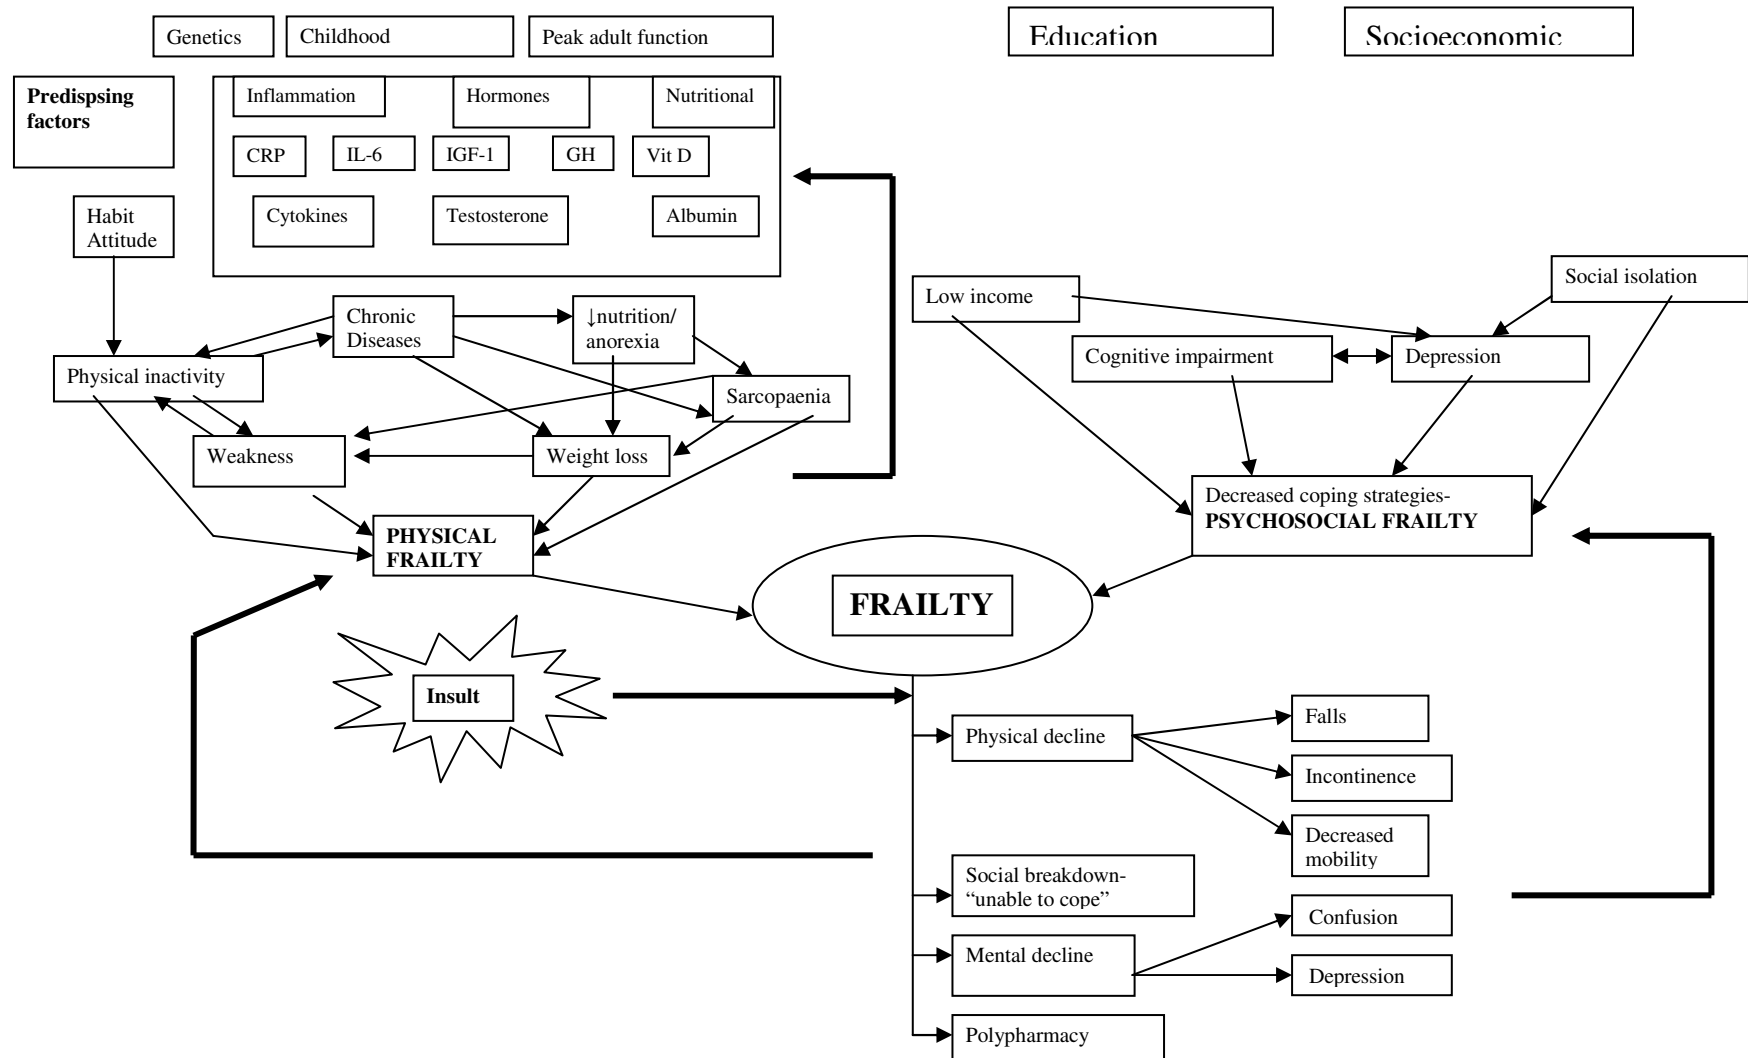 Genetics
Childhood
Peak adult function
Education
Socioeconomic
Predispsing
factors
Inflammation
Hormones
Nutritional
CRP
IL-6
IGF-1
GH
Vit D
Cytokines
Testosterone
Albumin
Habit
Attitude
Chronic
Diseases
↓nutrition/
anorexia
Physical inactivity
Sarcopaenia
Weakness
Weight loss
PHYSICAL
FRAILTY
Low income
Social isolation
Cognitive impairment
Depression
Decreased coping strategies-
PSYCHOSOCIAL FRAILTY
FRAILTY
Insult
Physical decline
Falls
Incontinence
Decreased
mobility
Social breakdown-
“unable to cope”
Mental decline
Confusion
Depression
Polypharmacy